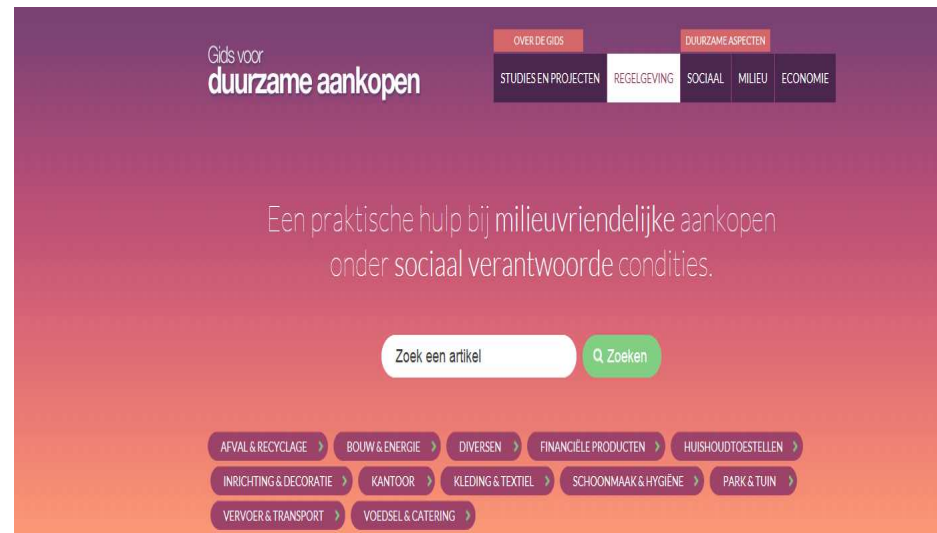 OVER DE GIDS
DUURZAME ASPECTEN
Gids voor
duurzame aankopen
STUDIES EN PROJECTEN REGELGEVING SOCIAAL MILIEU ECONOMIE
Een praktische hulp bij milieuvriendelijke aankopen
onder sociaal verantwoorde condities.
Zoek een artikel Zoeken
AFVAL & RECYCLAGE BOUW & ENERGIE DIVERSEN FINANCIËLE PRODUCTEN HUISHOUDTOESTELLEN
INRICHTING & DECORATIE KANTOOR KLEDING & TEXTIEL SCHOONMAAK & HYGIËNE PARK & TUIN
VERVOER & TRANSPORT VOEDSEL & CATERING